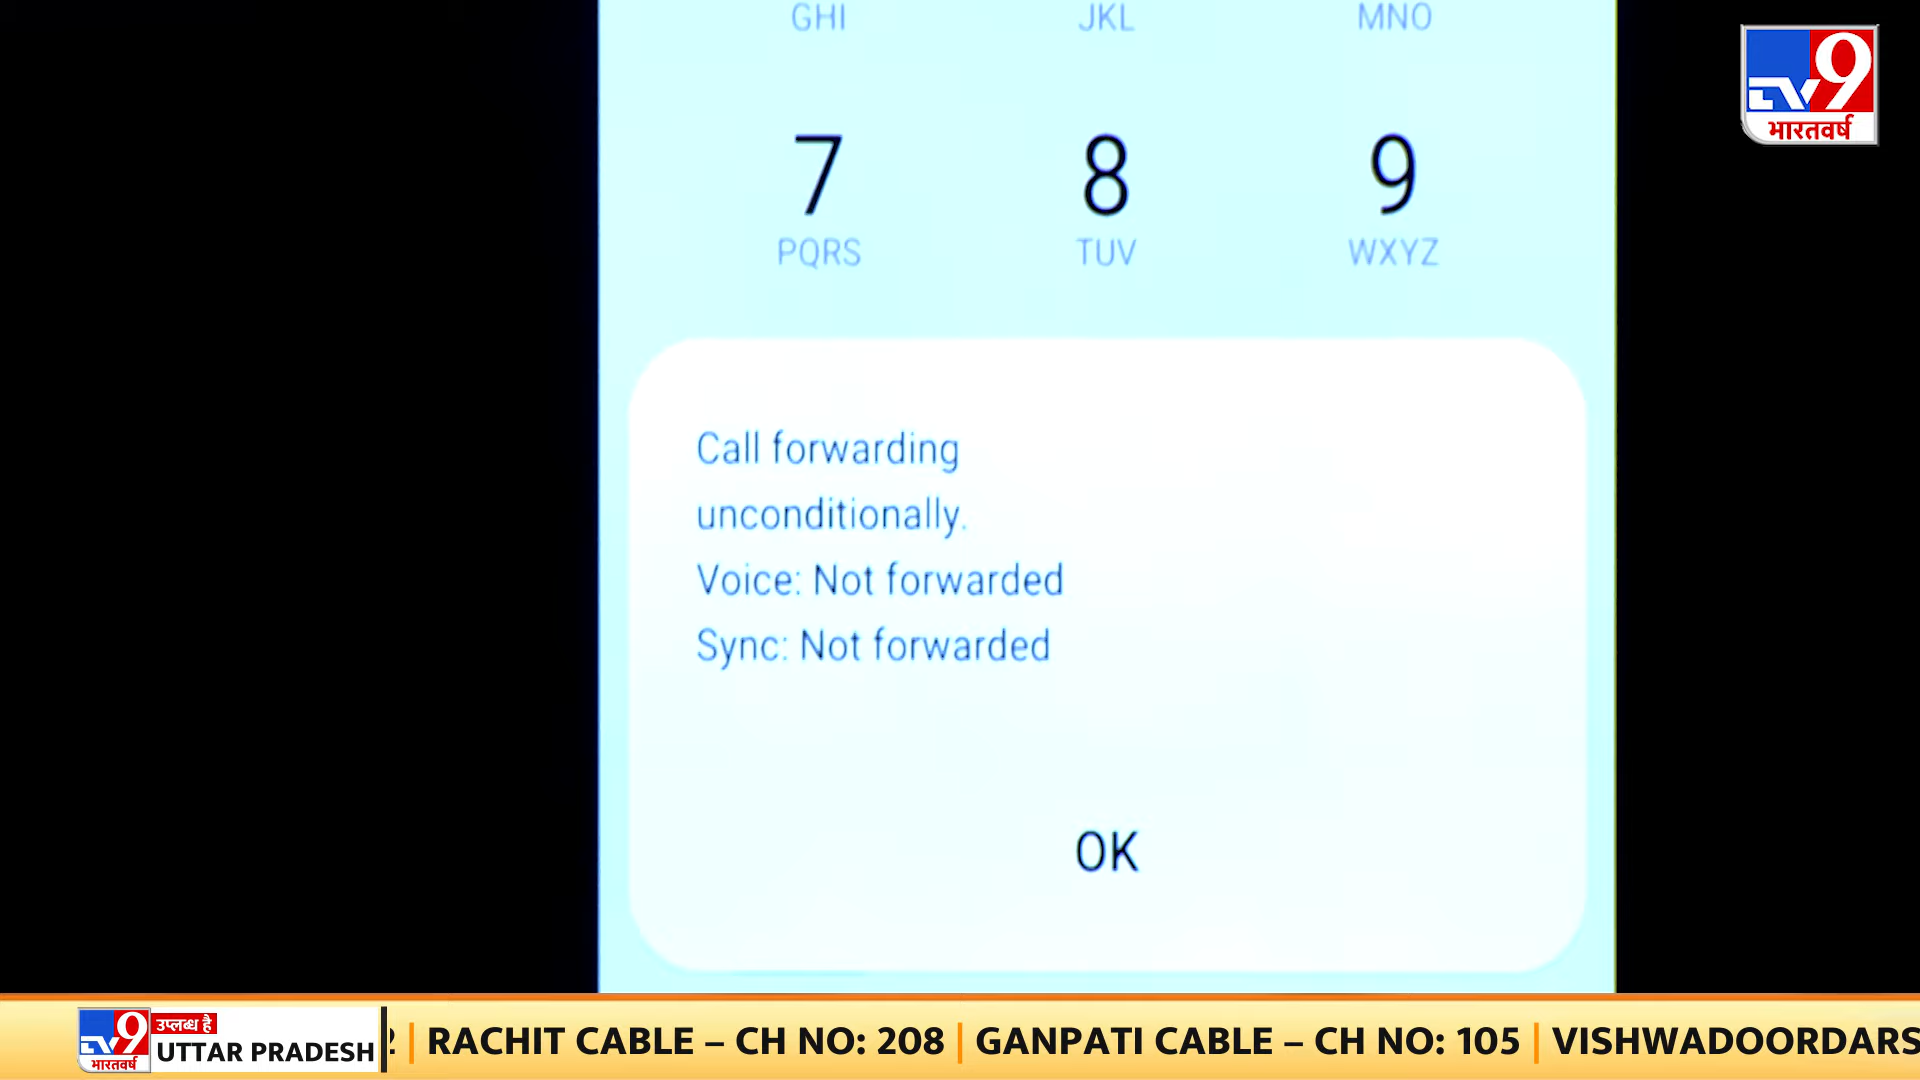 GHI JKL MNO
TV9
भारतवर्ष
7 8 9
PQRS TUV WXYZ
Call forwarding
unconditionally.
Voice: Not forwarded
Sync: Not forwarded
OK
TV9
भारतवर्ष
उपलब्ध है
UTTAR PRADESH
| RACHIT CABLE – CH NO: 208 | GANPATI CABLE – CH NO: 105 | VISHWADOORDARS